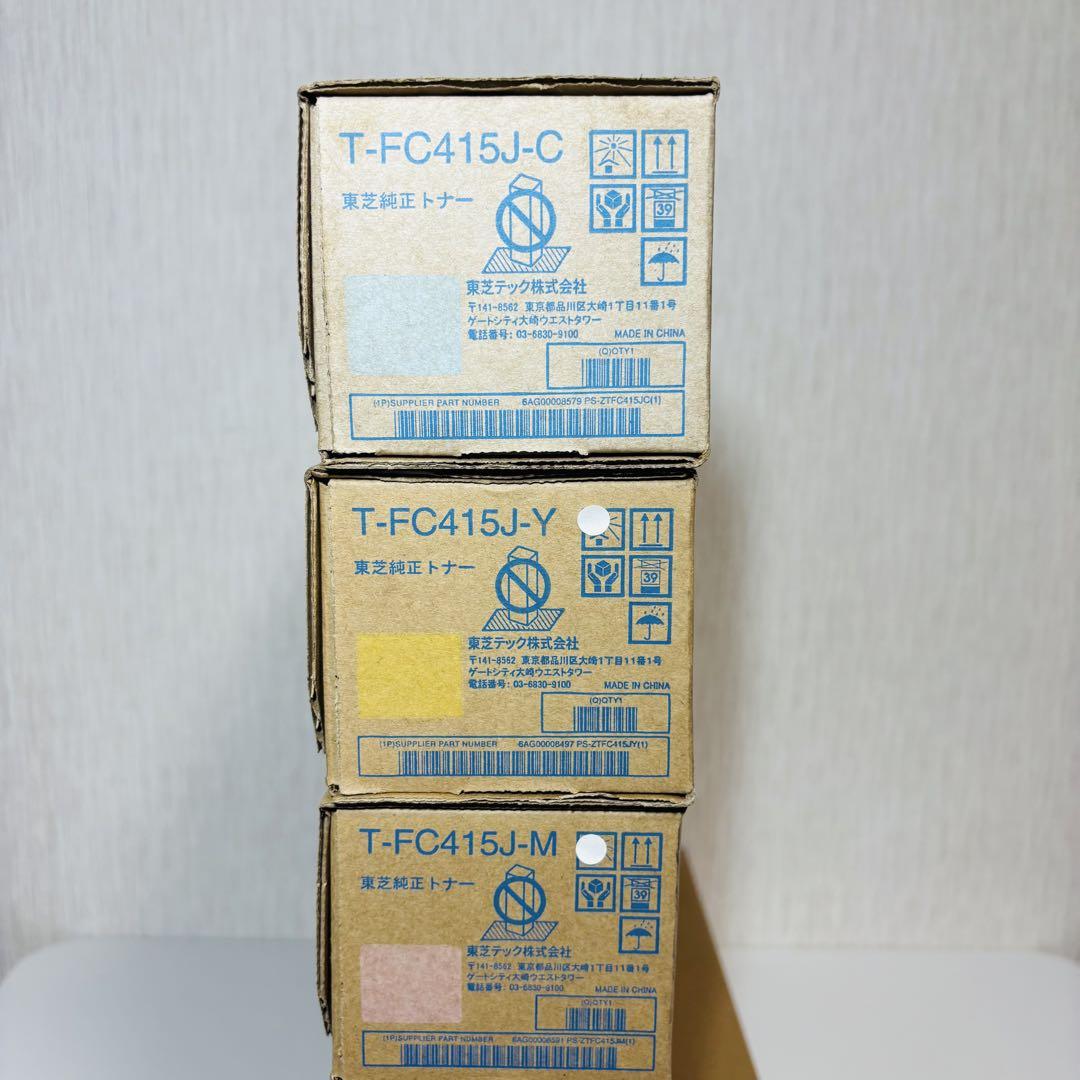 T-FC415J-C
東芝純正トナー
39
東芝テック株式会社
〒141-8562 東京都品川区大崎1丁目11番1号
ゲートシティ大崎ウエストタワー
電話番号: 03-6830-9100 MADE IN CHINA
(Q)QTY1
(1P)SUPPLIER PART NUMBER 6AG00008579 PS-ZTFC415JC(1)
T-FC415J-Y
東芝純正トナー
39
東芝テック株式会社
〒141-8562 東京都品川区大崎1丁目11番1号
ゲートシティ大崎ウエストタワー
電話番号: 03-6830-9100 MADE IN CHINA
(Q)QTY1
(1P)SUPPLIER PART NUMBER 6AG00008497 PS-ZTFC415JY(1)
T-FC415J-M
東芝純正トナー
39
東芝テック株式会社
〒141-8562 東京都品川区大崎1丁目11番1号
ゲートシティ大崎ウエストタワー
電話番号: 03-6830-9100 MADE IN CHINA
(Q)QTY1
(1P)SUPPLIER PART NUMBER 6AG00008591 PS-ZTFC415JM(1)